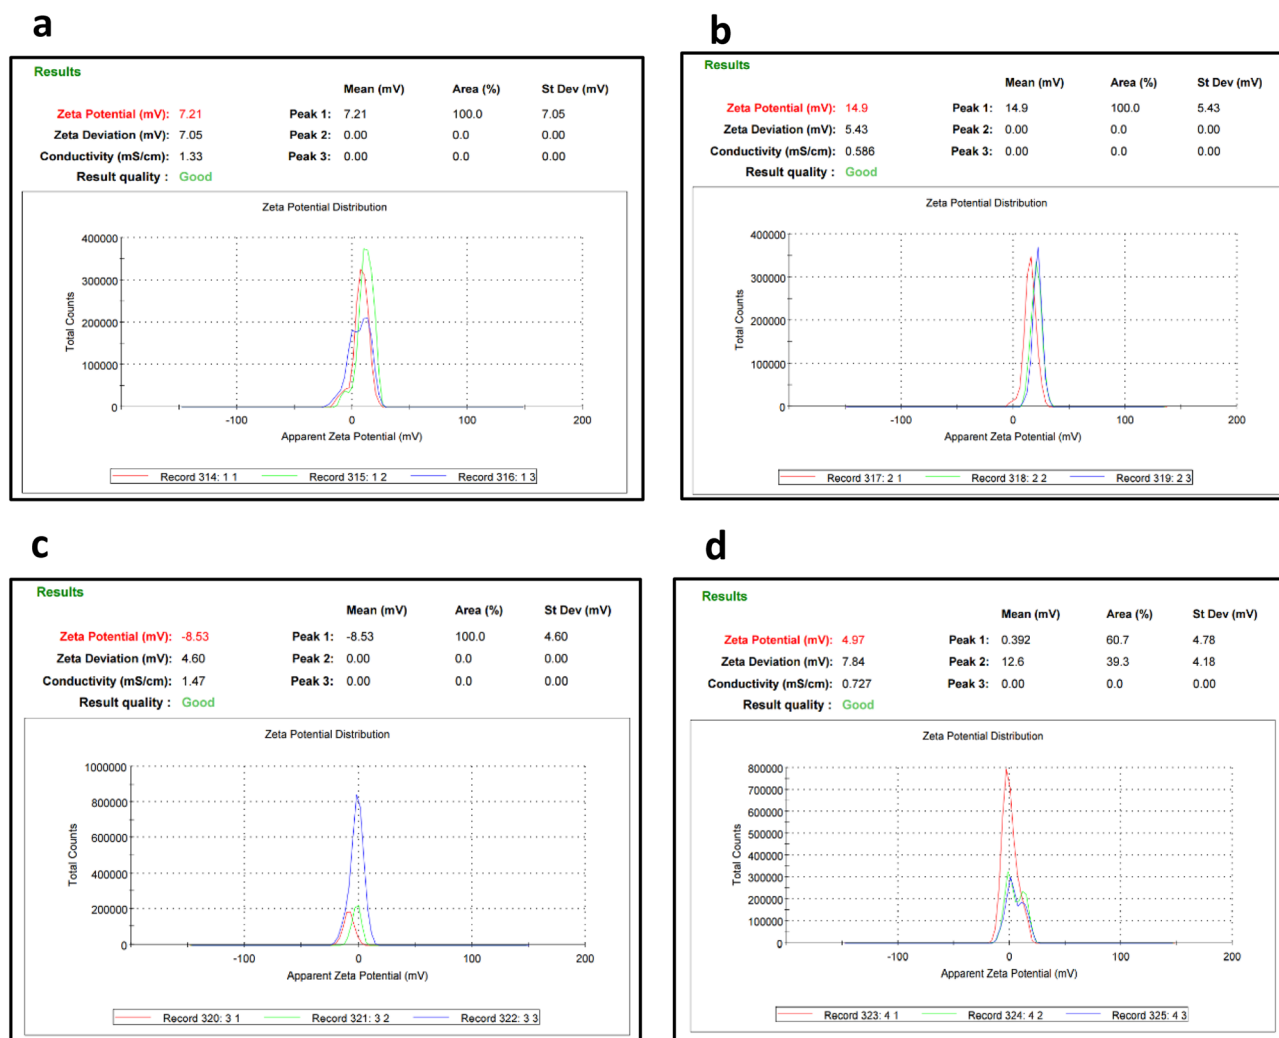 a
Results
Mean (mV) Area (%) St Dev (mV)
Zeta Potential (mV): 7.21 Peak 1: 7.21 100.0 7.05
Zeta Deviation (mV): 7.05 Peak 2: 0.00 0.0 0.00
Conductivity (mS/cm): 1.33 Peak 3: 0.00 0.0 0.00
Result quality : Good
Zeta Potential Distribution
400000
300000
200000
100000
0
Total Counts
-100 0 100 200
Apparent Zeta Potential (mV)
Record 314: 1 1 Record 315: 1 2 Record 316: 1 3
b
Results
Mean (mV) Area (%) St Dev (mV)
Zeta Potential (mV): 14.9 Peak 1: 14.9 100.0 5.43
Zeta Deviation (mV): 5.43 Peak 2: 0.00 0.0 0.00
Conductivity (mS/cm): 0.586 Peak 3: 0.00 0.0 0.00
Result quality : Good
Zeta Potential Distribution
400000
300000
200000
100000
0
Total Counts
-100 0 100 200
Apparent Zeta Potential (mV)
Record 317: 2 1 Record 318: 2 2 Record 319: 2 3
c
Results
Mean (mV) Area (%) St Dev (mV)
Zeta Potential (mV): -8.53 Peak 1: -8.53 100.0 4.60
Zeta Deviation (mV): 4.60 Peak 2: 0.00 0.0 0.00
Conductivity (mS/cm): 1.47 Peak 3: 0.00 0.0 0.00
Result quality : Good
Zeta Potential Distribution
1000000
800000
600000
400000
200000
0
Total Counts
-100 0 100 200
Apparent Zeta Potential (mV)
Record 320: 3 1 Record 321: 3 2 Record 322: 3 3
d
Results
Mean (mV) Area (%) St Dev (mV)
Zeta Potential (mV): 4.97 Peak 1: 0.392 60.7 4.78
Zeta Deviation (mV): 7.84 Peak 2: 12.6 39.3 4.18
Conductivity (mS/cm): 0.727 Peak 3: 0.00 0.0 0.00
Result quality : Good
Zeta Potential Distribution
800000
700000
600000
500000
400000
300000
200000
100000
0
Total Counts
-100 0 100 200
Apparent Zeta Potential (mV)
Record 323: 4 1 Record 324: 4 2 Record 325: 4 3